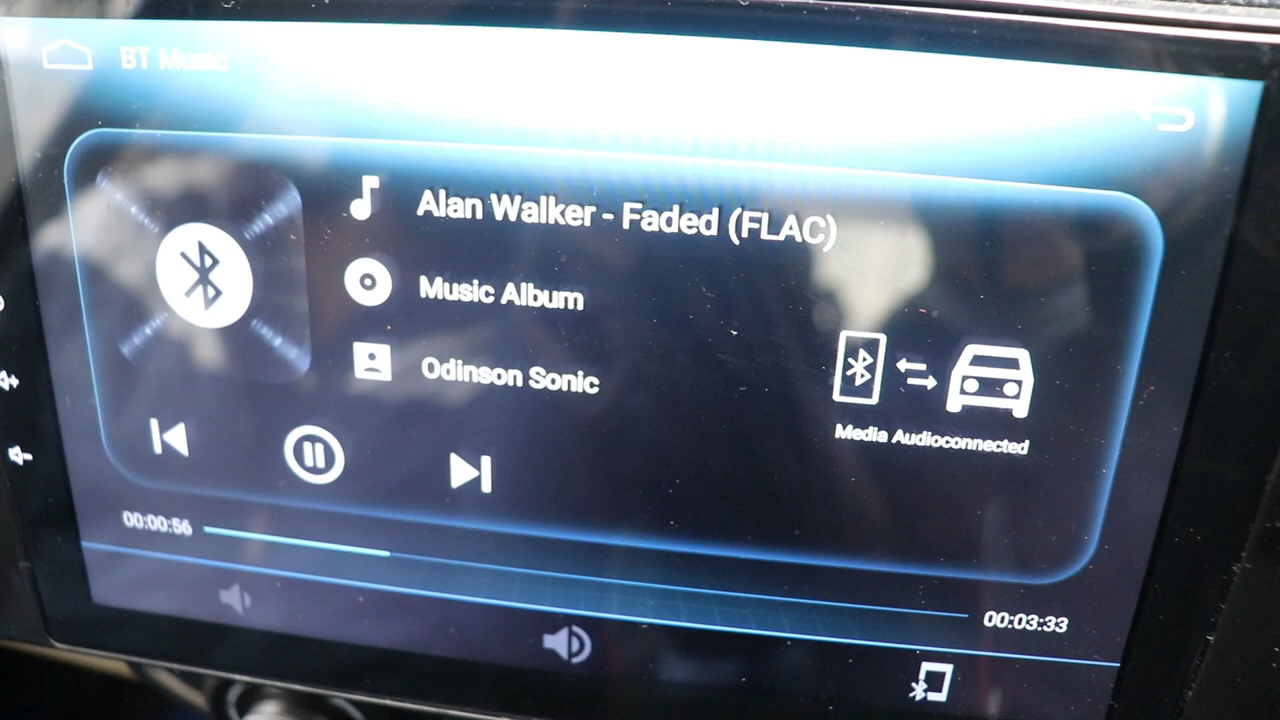 BT Music
Alan Walker - Faded (FLAC)
Music Album
Odinson Sonic
Media Audioconnected
00:00:56
00:03:33